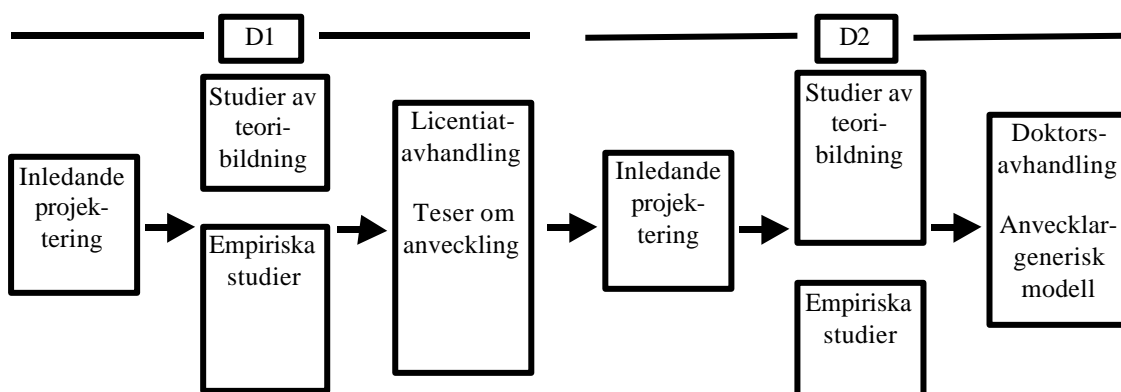 D1
Inledande
projek-
tering
Studier av
teori-
bildning
Empiriska
studier
Licentiat-
avhandling
Teser om
anveckling
D2
Inledande
projek-
tering
Studier av
teori-
bildning
Empiriska
studier
Doktors-
avhandling
Anvecklar-
generisk
modell